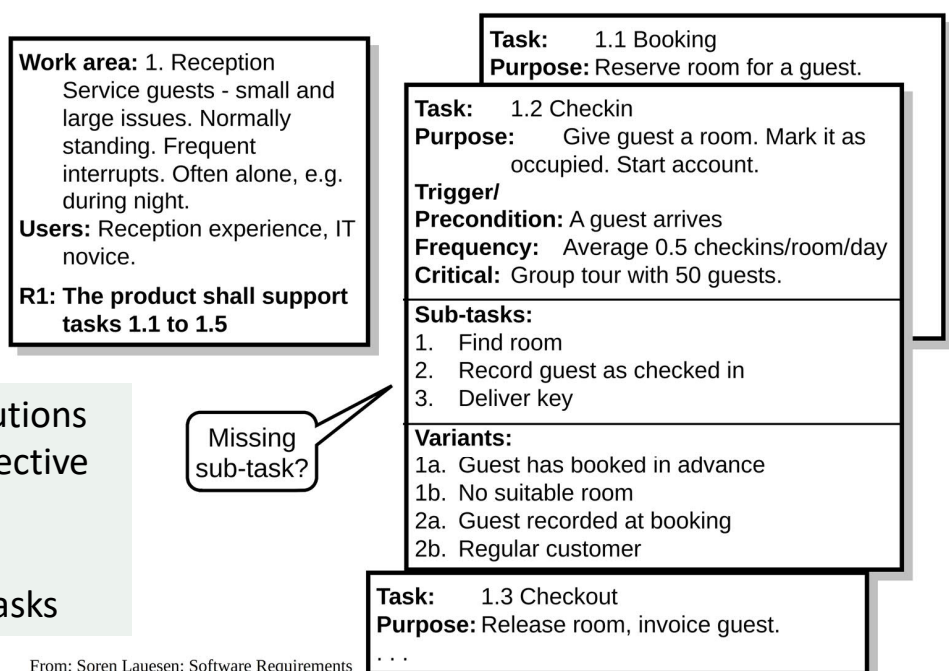 Work area: 1. Reception
Service guests - small and
large issues. Normally
standing. Frequent
interrupts. Often alone, e.g.
during night.
Users: Reception experience, IT
novice.
R1: The product shall support
tasks 1.1 to 1.5
Task: 1.1 Booking
Purpose: Reserve room for a guest.
Task: 1.2 Checkin
Purpose: Give guest a room. Mark it as
occupied. Start account.
Trigger/
Precondition: A guest arrives
Frequency: Average 0.5 checkins/room/day
Critical: Group tour with 50 guests.
Sub-tasks:
1. Find room
2. Record guest as checked in
3. Deliver key
Missing
sub-task?
Variants:
1a. Guest has booked in advance
1b. No suitable room
2a. Guest recorded at booking
2b. Regular customer
Task: 1.3 Checkout
Purpose: Release room, invoice guest.
. . .
utions
ective
asks
From: Soren Lauesen: Software Requirements